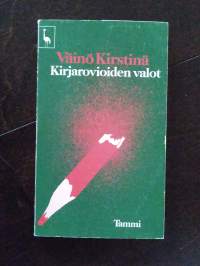 Väinö Kirstinä
Kirjarovioiden valot
Tammi